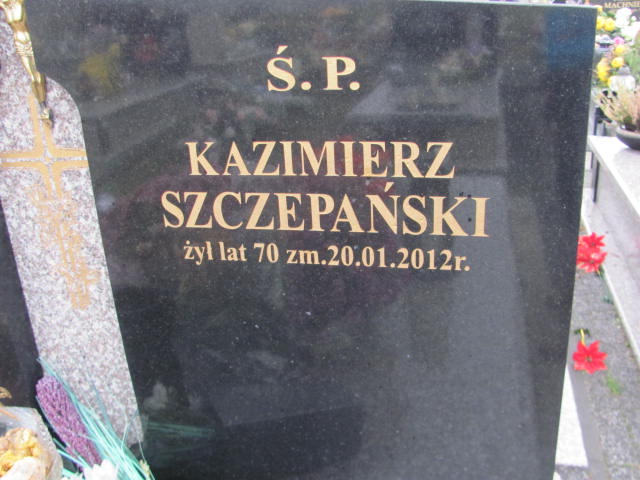 Ś.P.
KAZIMIERZ
SZCZEPAŃSKI
żył lat 70 zm.20.01.2012r.